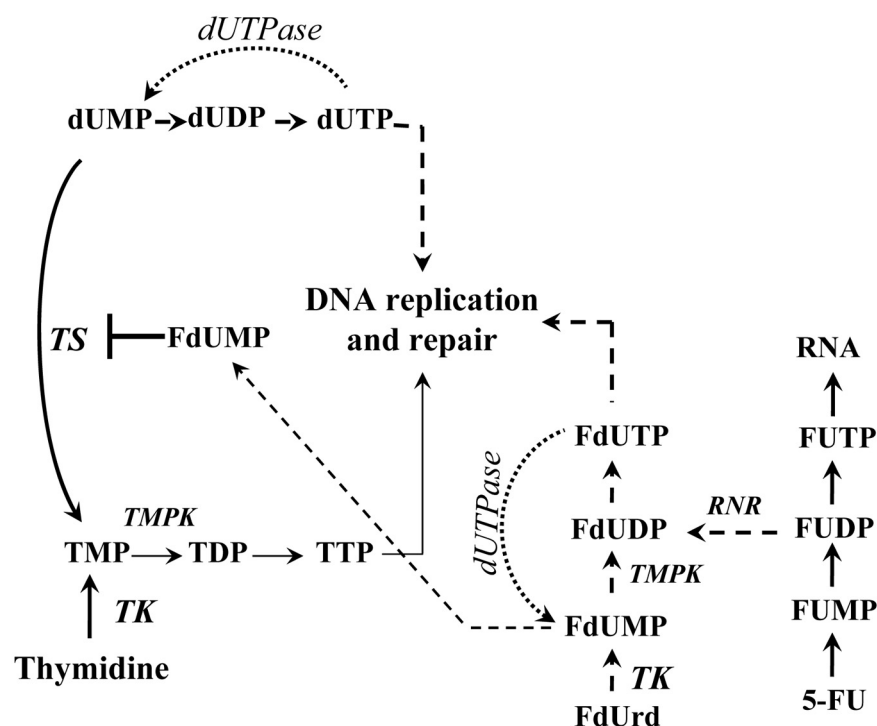 dUTPase
dUMP dUDP dUTP
DNA replication
and repair
TS FdUMP
RNA
FdUTP FUTP
dUTPase
RNR
FdUDP FUDP
TMPK
TMP TDP TTP
TMPK
FdUMP FUMP
TK
Thymidine
TK
FdUrd 5-FU